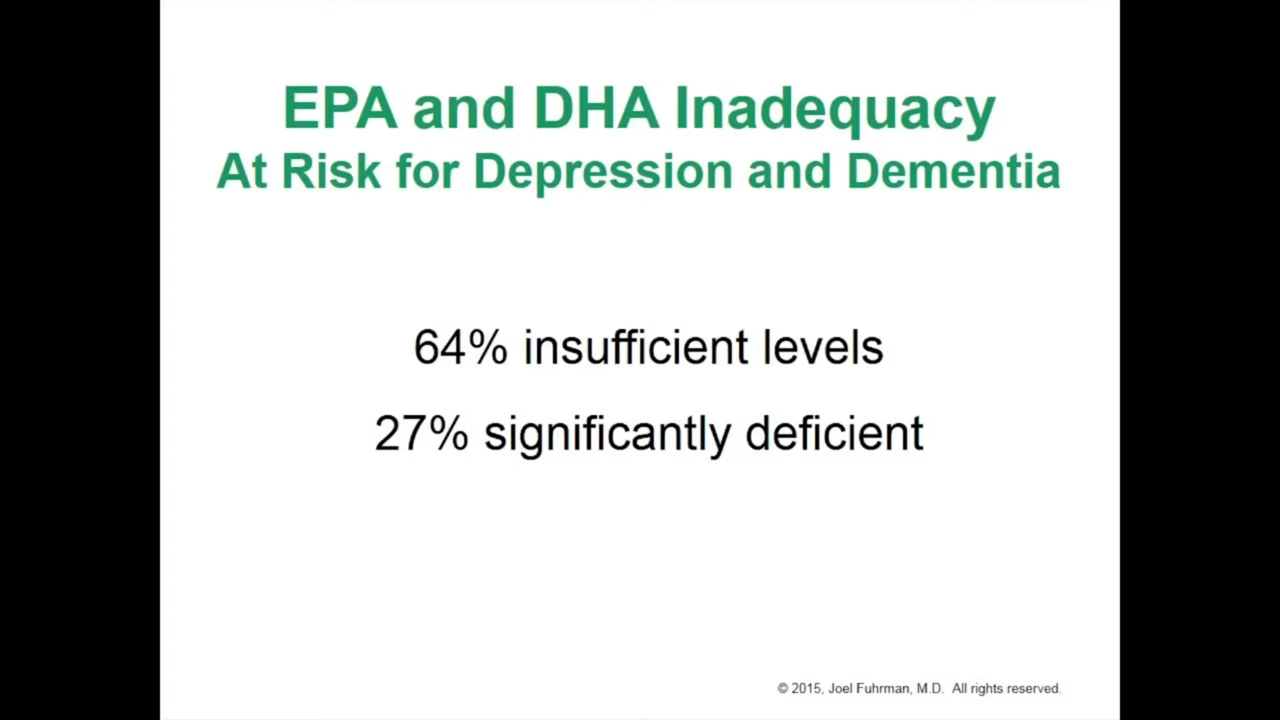 EPA and DHA Inadequacy
At Risk for Depression and Dementia
64% insufficient levels
27% significantly deficient
© 2015, Joel Fuhrman, M.D. All rights reserved.